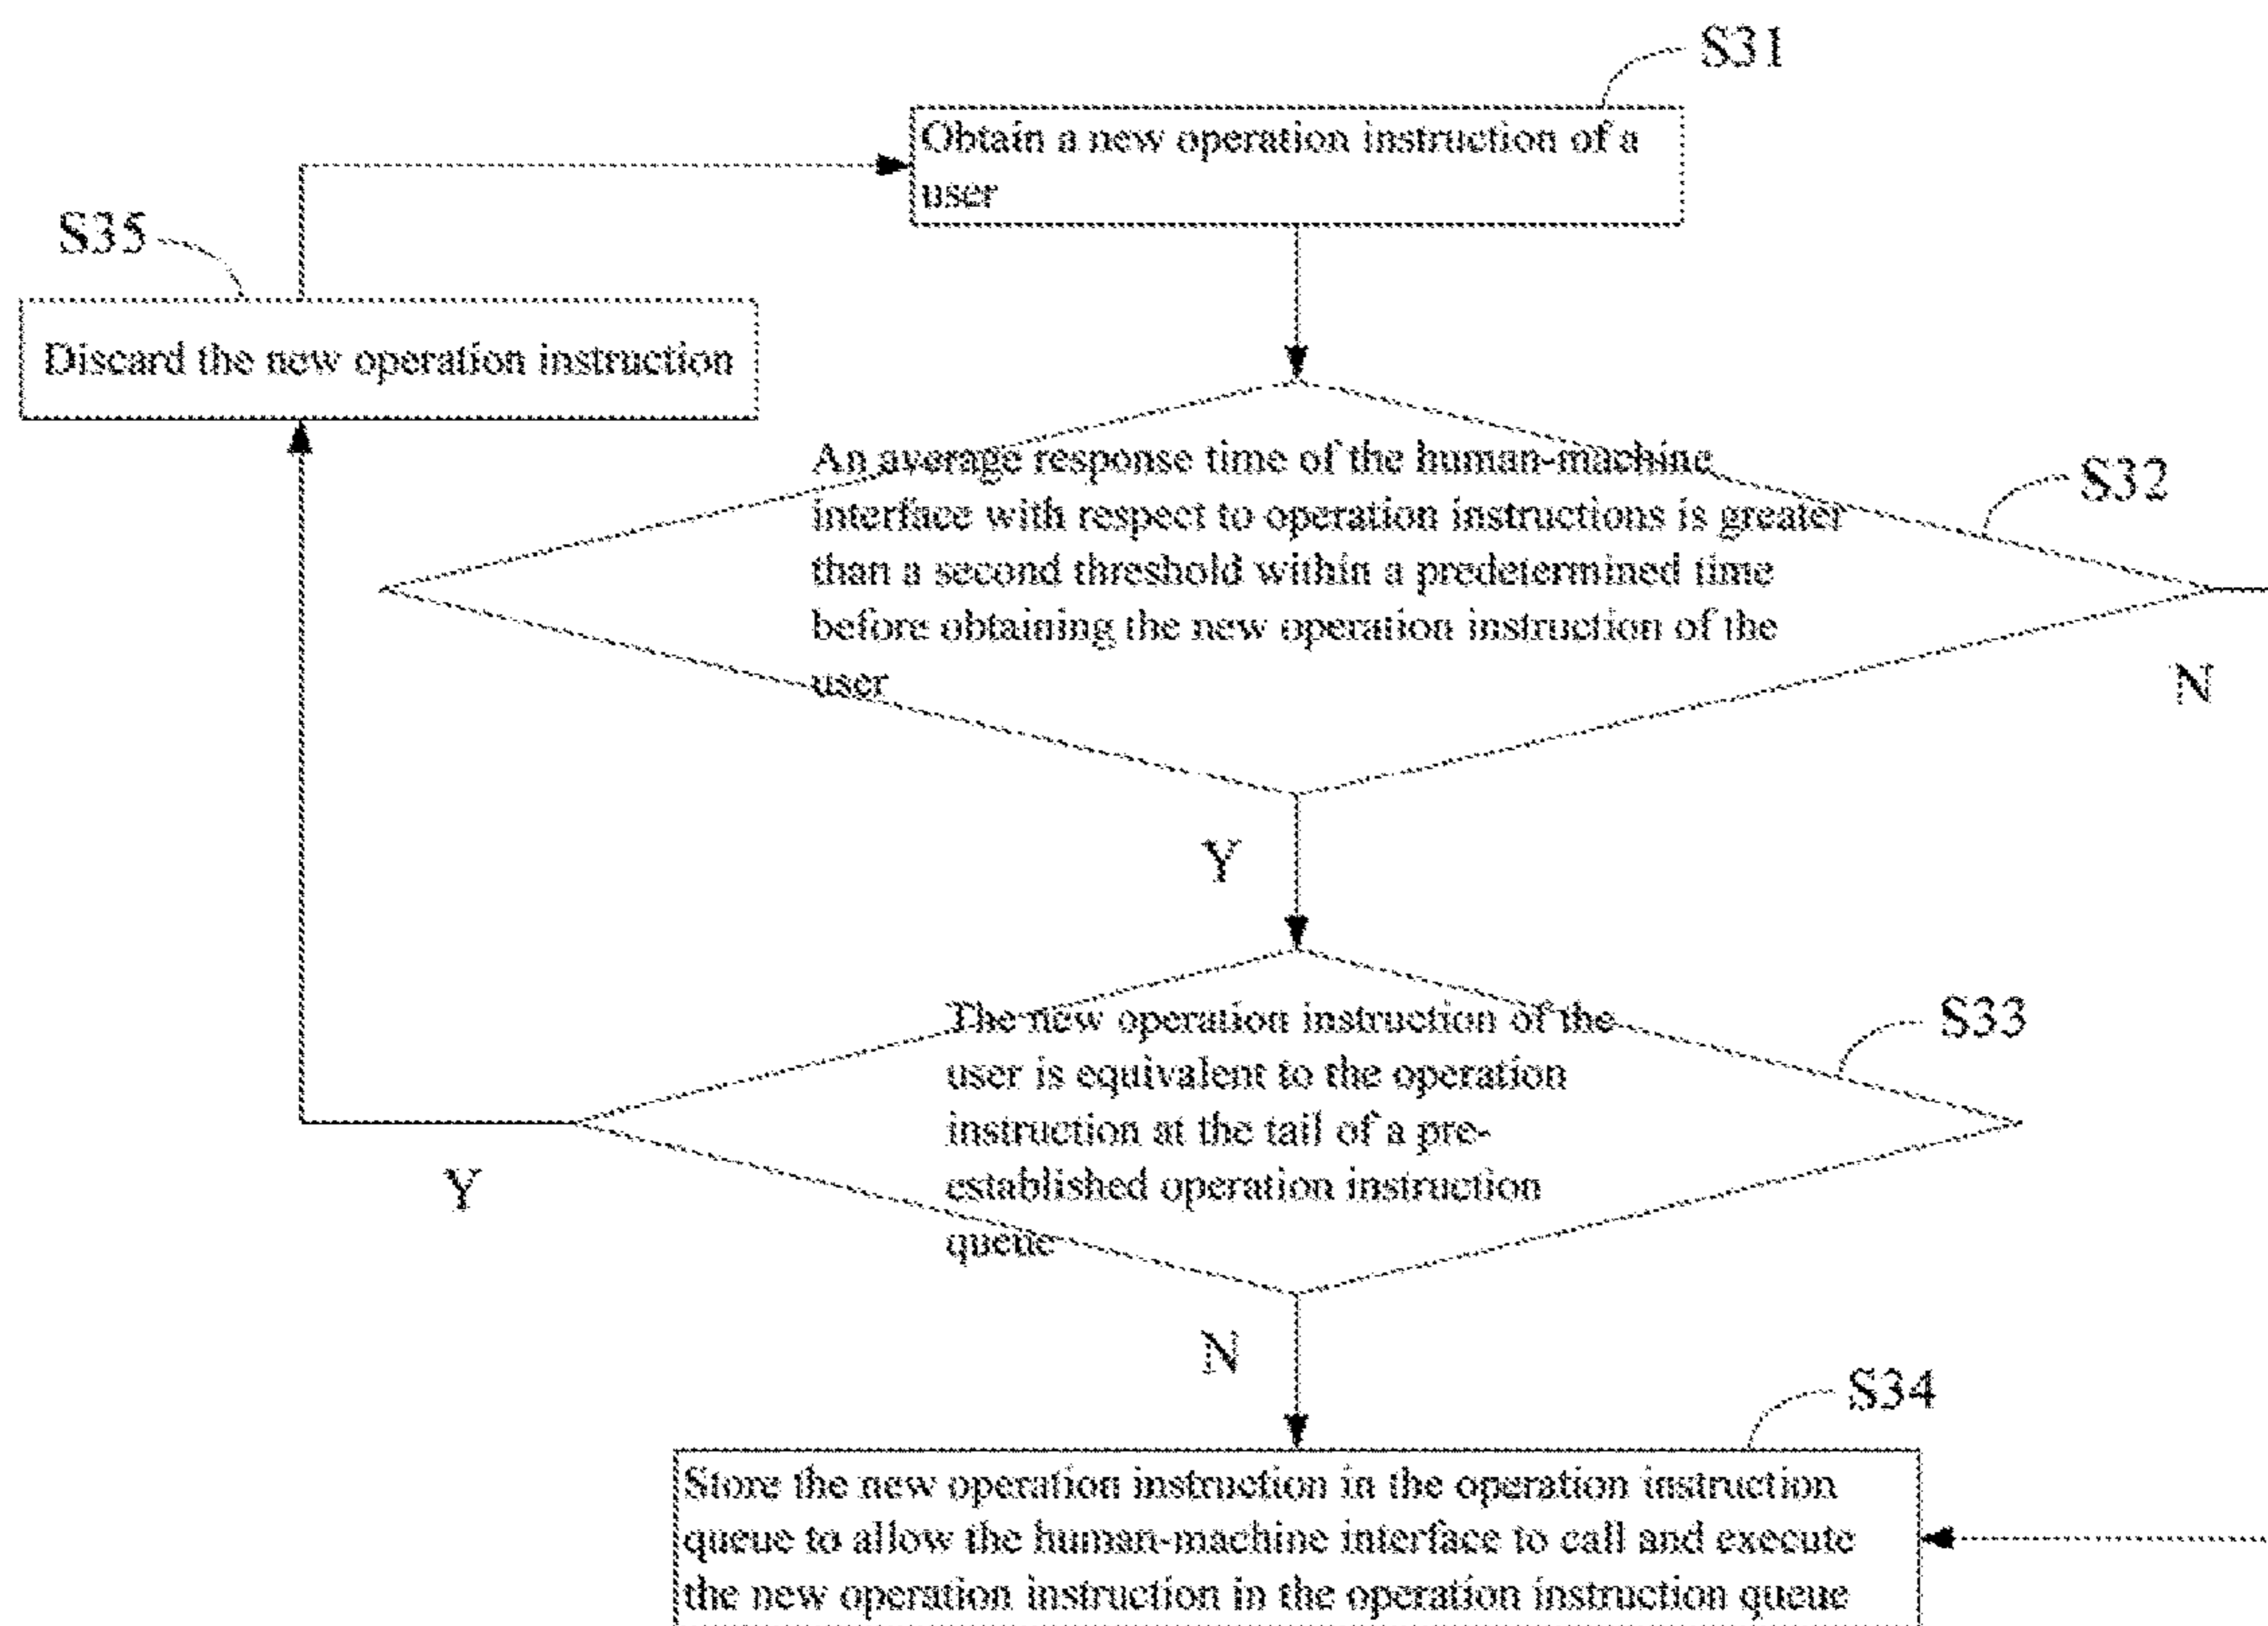 S31
Obtain a new operation instruction of a
user
S35
Discard the new operation instruction
An average response time of the human-machine
interface with respect to operation instructions is greater
than a second threshold within a predetermined time
before obtaining the new operation instruction of the
user
S32
N
Y
The new operation instruction of the
user is equivalent to the operation
instruction at the tail of a pre-
established operation instruction
queue
S33
Y
N
S34
Store the new operation instruction in the operation instruction
queue to allow the human-machine interface to call and execute
the new operation instruction in the operation instruction queue